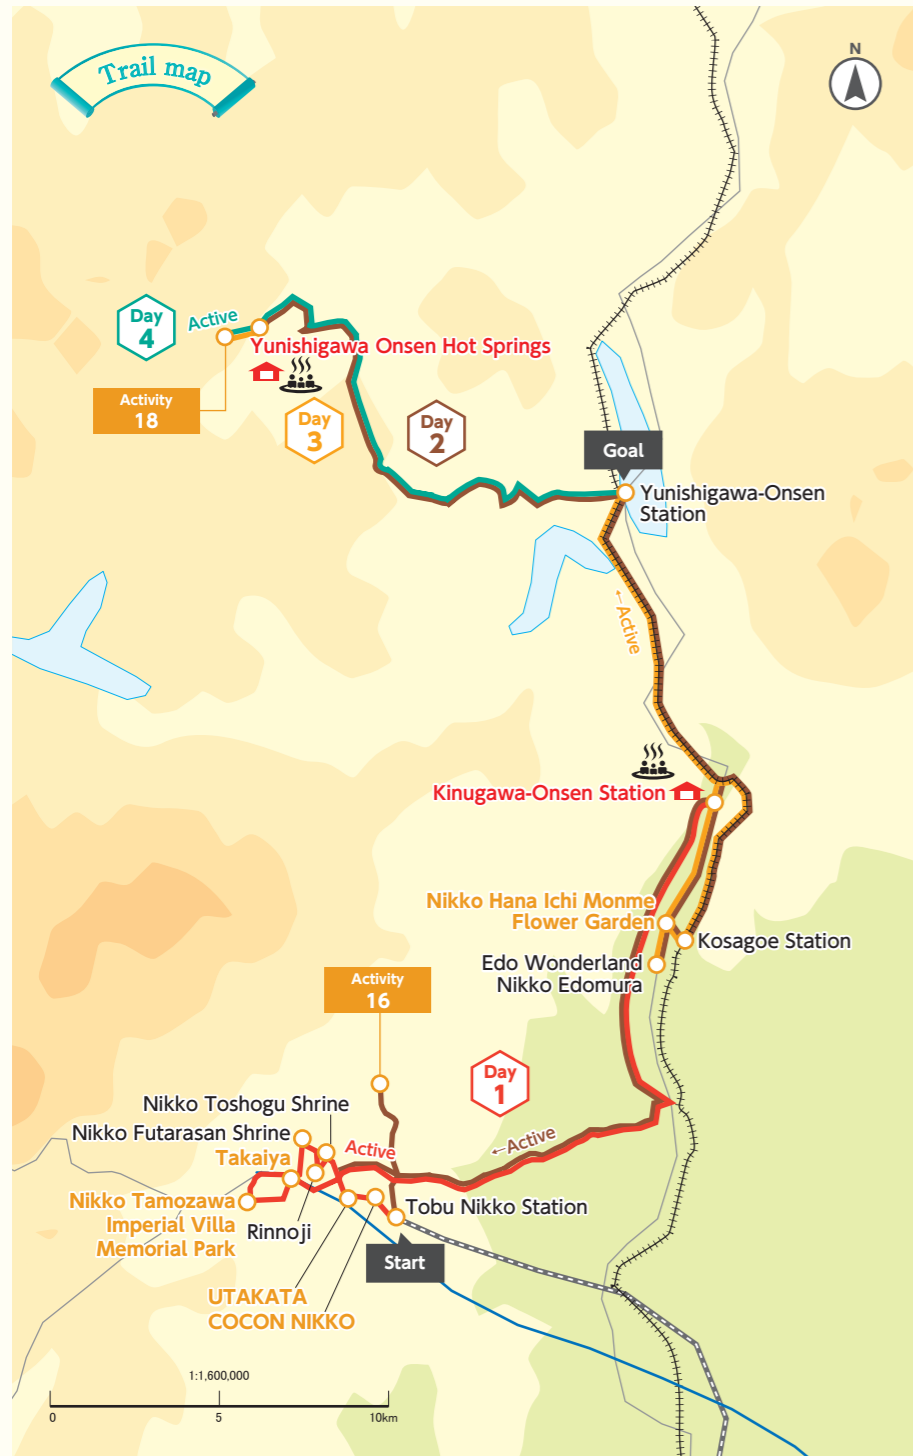 Trail map
N
Day
4
Active
Yunishigawa Onsen Hot Springs
Activity
18
Day
3
Day
2
Goal
Yunishigawa-Onsen
Station
←Active
Kinugawa-Onsen Station
Nikko Hana Ichi Monme
Flower Garden
Kosagoe Station
Edo Wonderland
Nikko Edomura
Activity
16
Day
1
Nikko Toshogu Shrine
←Active
Nikko Futarasan Shrine
Active
Takaiya
Nikko Tamozawa
Imperial Villa
Memorial Park
Rinnoji
Tobu Nikko Station
Start
UTAKATA
COCON NIKKO
1:1,600,000
0 5 10km